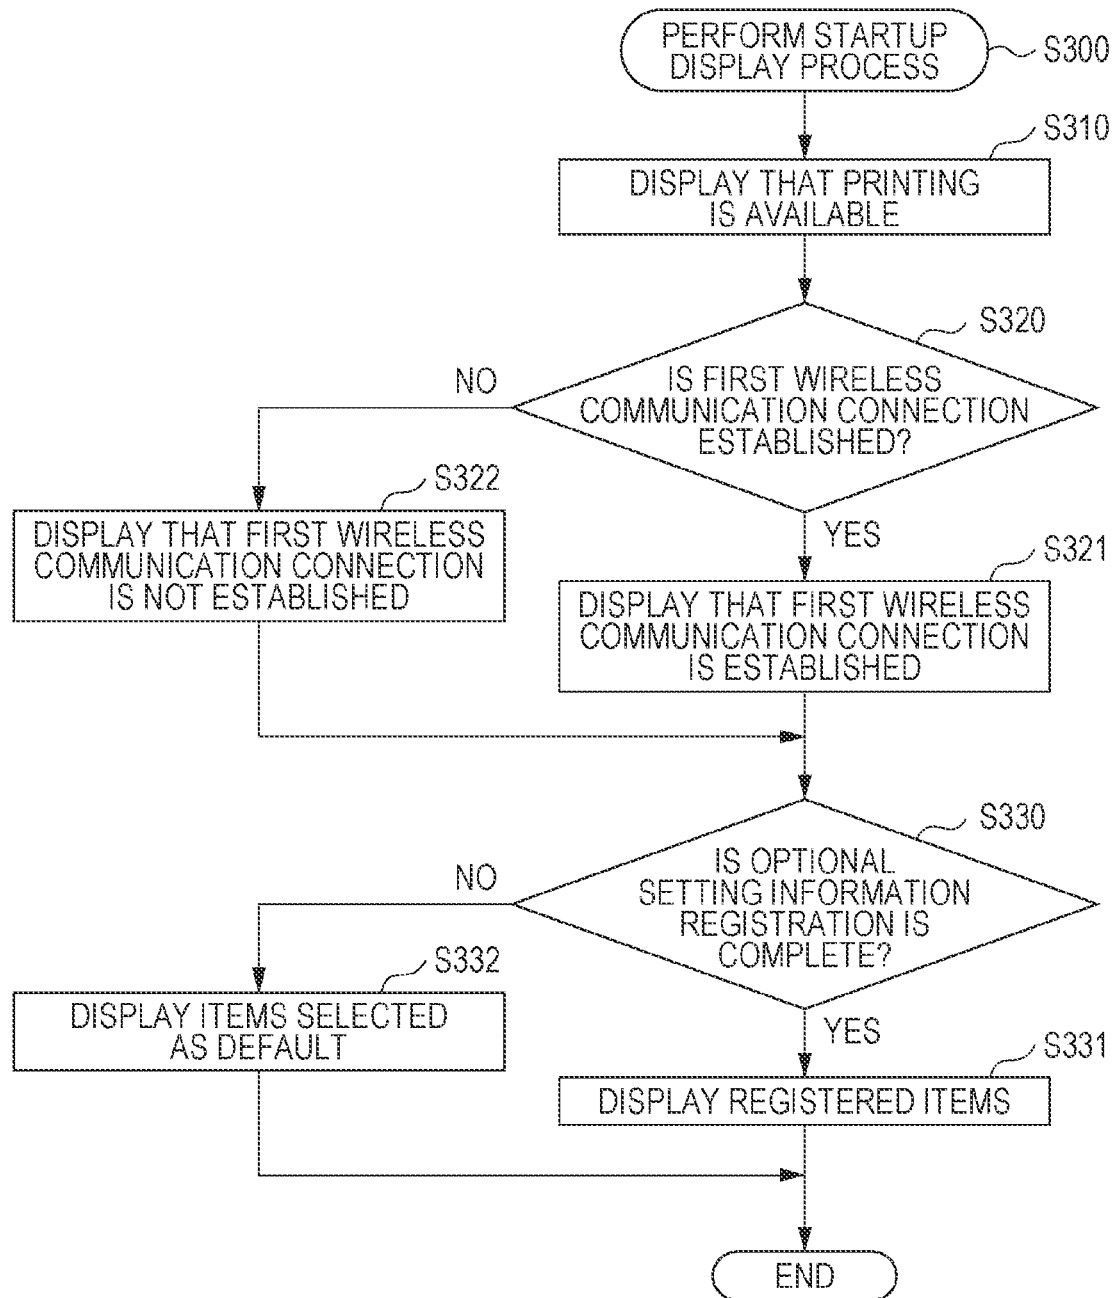 PERFORM STARTUP
DISPLAY PROCESS
S300
S310
DISPLAY THAT PRINTING
IS AVAILABLE
S320
IS FIRST WIRELESS
COMMUNICATION CONNECTION
ESTABLISHED?
NO
S322
DISPLAY THAT FIRST WIRELESS
COMMUNICATION CONNECTION
IS NOT ESTABLISHED
YES
S321
DISPLAY THAT FIRST WIRELESS
COMMUNICATION CONNECTION
IS ESTABLISHED
S330
IS OPTIONAL
SETTING INFORMATION
REGISTRATION IS
COMPLETE?
NO
S332
DISPLAY ITEMS SELECTED
AS DEFAULT
YES
S331
DISPLAY REGISTERED ITEMS
END